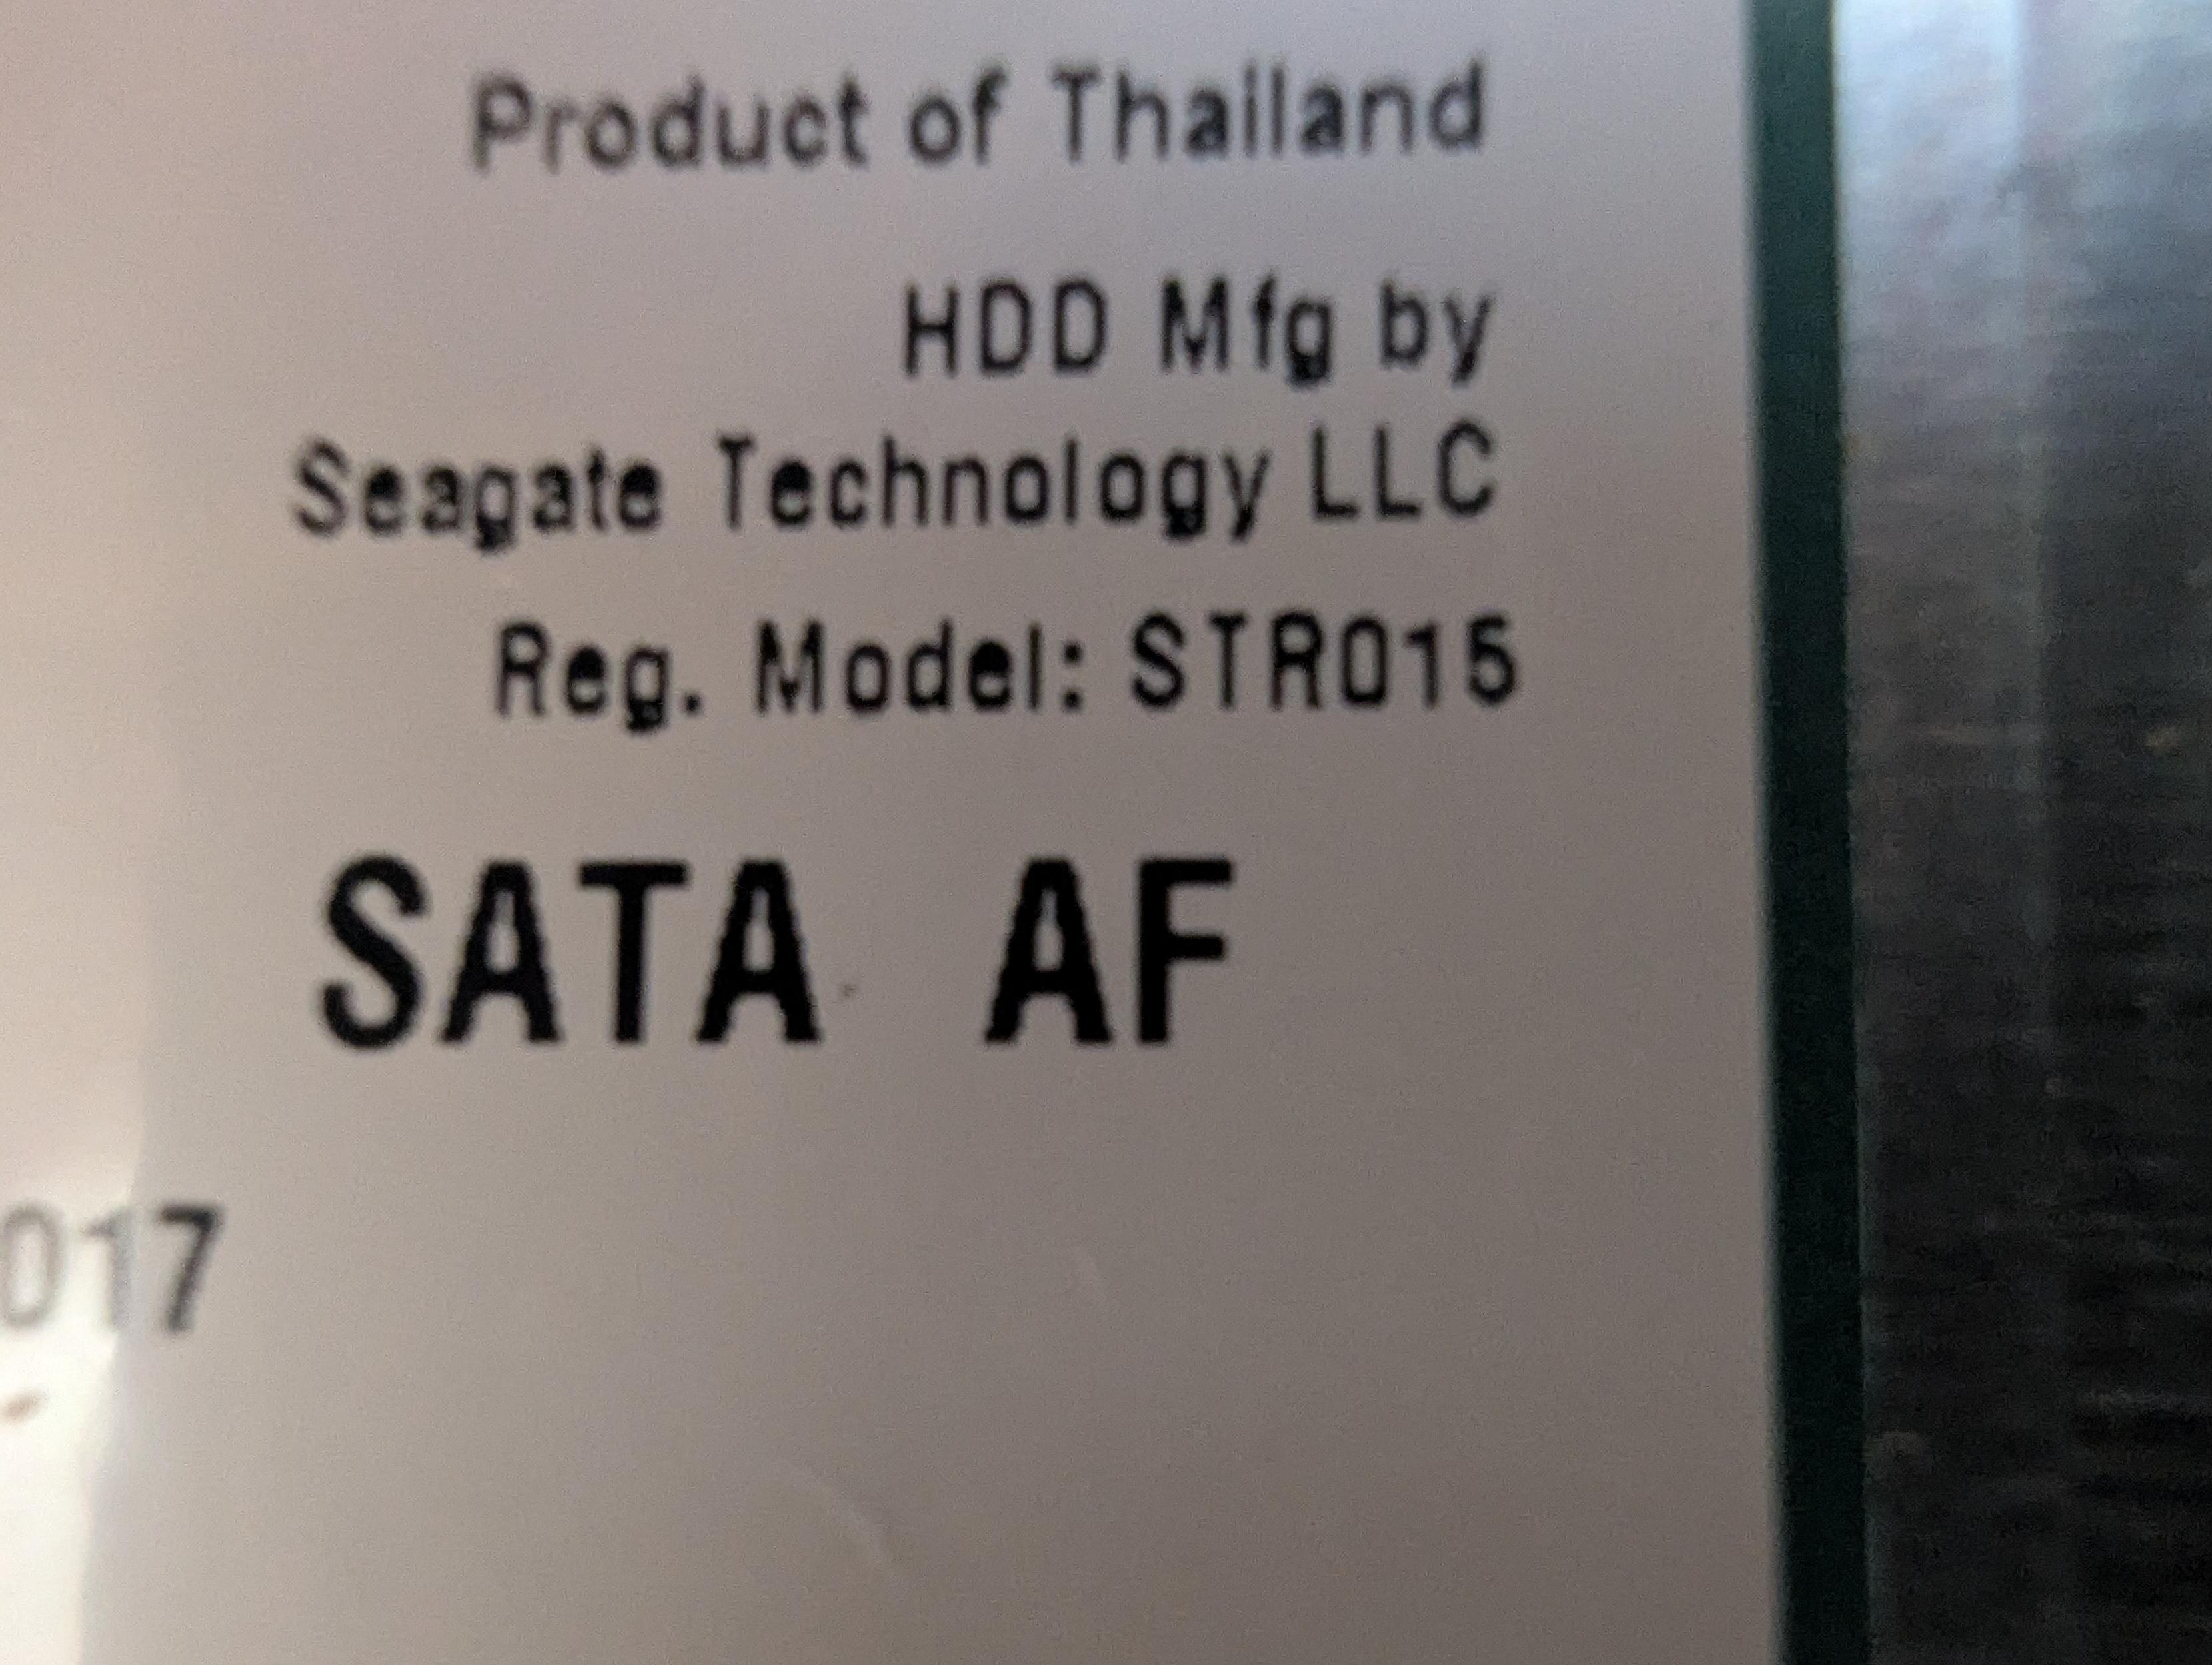 Product of Thailand
HDD Mfg by
Seagate Technology LLC
Reg. Model: STR015
SATA AF
017